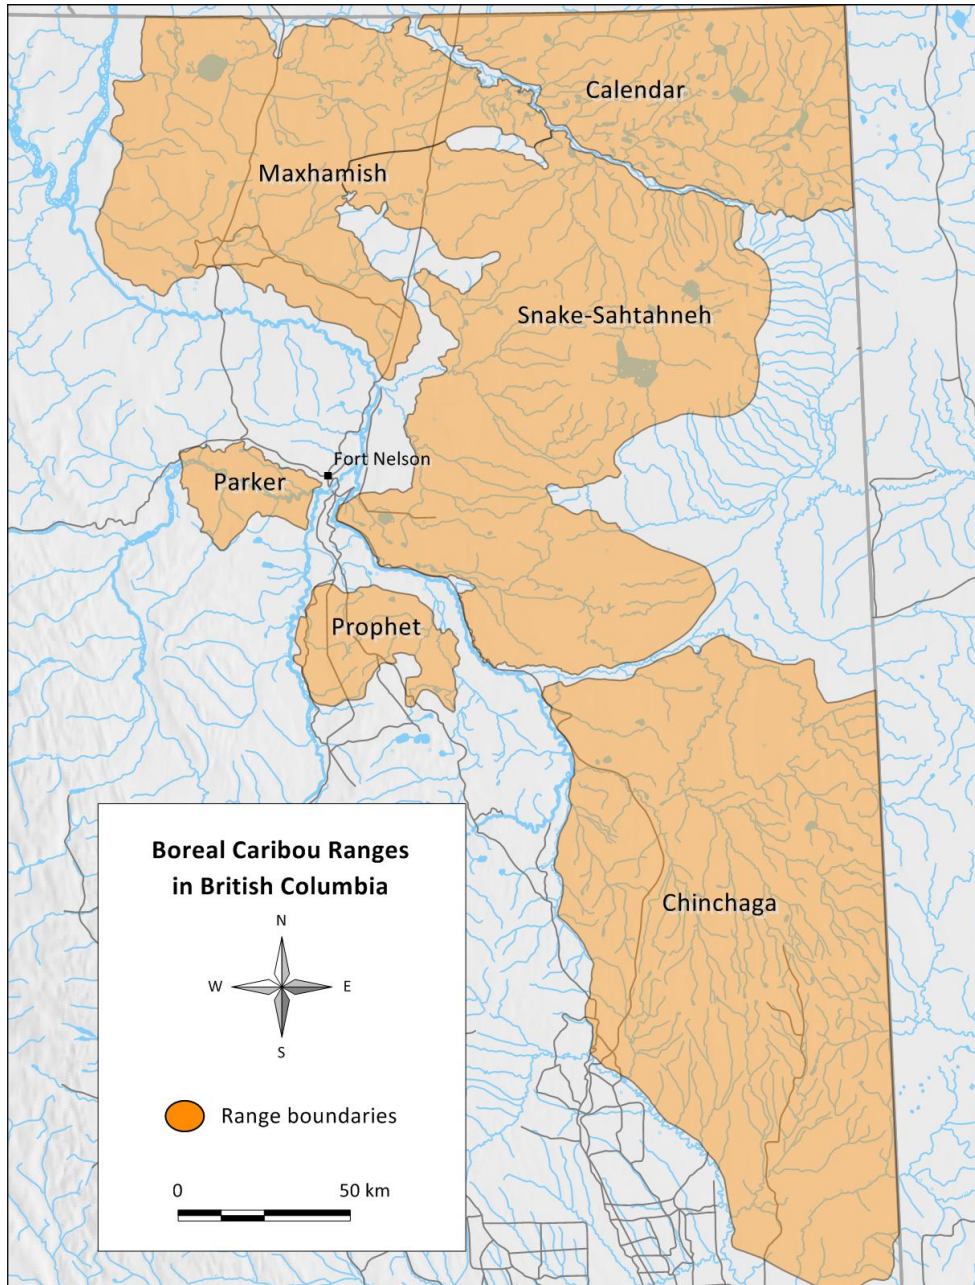 Calendar
Maxhamish
Snake-Sahtahneh
Fort Nelson
Parker
Prophet
Chinchaga
Boreal Caribou Ranges
in British Columbia
N
W
E
S
Range boundaries
0
50 km